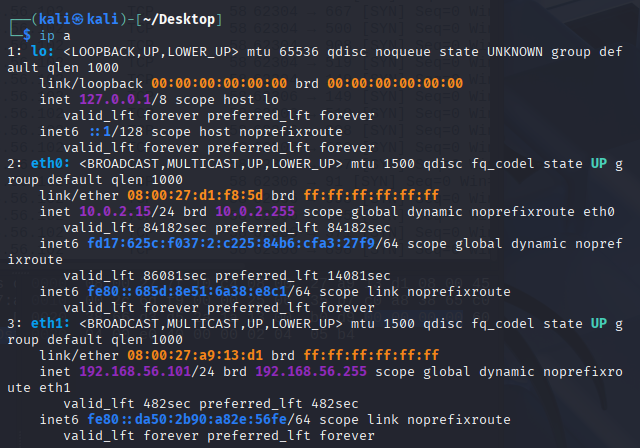 ┌──(kali㉿kali)-[~/Desktop]
└─$ ip a
1: lo: <LOOPBACK,UP,LOWER_UP> mtu 65536 qdisc noqueue state UNKNOWN group def
ault qlen 1000
    link/loopback 00:00:00:00:00:00 brd 00:00:00:00:00:00
    inet 127.0.0.1/8 scope host lo
       valid_lft forever preferred_lft forever
    inet6 ::1/128 scope host noprefixroute
       valid_lft forever preferred_lft forever
2: eth0: <BROADCAST,MULTICAST,UP,LOWER_UP> mtu 1500 qdisc fq_codel state UP g
roup default qlen 1000
    link/ether 08:00:27:d1:f8:5d brd ff:ff:ff:ff:ff:ff
    inet 10.0.2.15/24 brd 10.0.2.255 scope global dynamic noprefixroute eth0
       valid_lft 84182sec preferred_lft 84182sec
    inet6 fd17:625c:f037:2:c225:84b6:cfa3:27f9/64 scope global dynamic nopref
ixroute
       valid_lft 86081sec preferred_lft 14081sec
    inet6 fe80::685d:8e51:6a38:e8c1/64 scope link noprefixroute
       valid_lft forever preferred_lft forever
3: eth1: <BROADCAST,MULTICAST,UP,LOWER_UP> mtu 1500 qdisc fq_codel state UP g
roup default qlen 1000
    link/ether 08:00:27:a9:13:d1 brd ff:ff:ff:ff:ff:ff
    inet 192.168.56.101/24 brd 192.168.56.255 scope global dynamic noprefixro
ute eth1
       valid_lft 482sec preferred_lft 482sec
    inet6 fe80::da50:2b90:a82e:56fe/64 scope link noprefixroute
       valid_lft forever preferred_lft forever